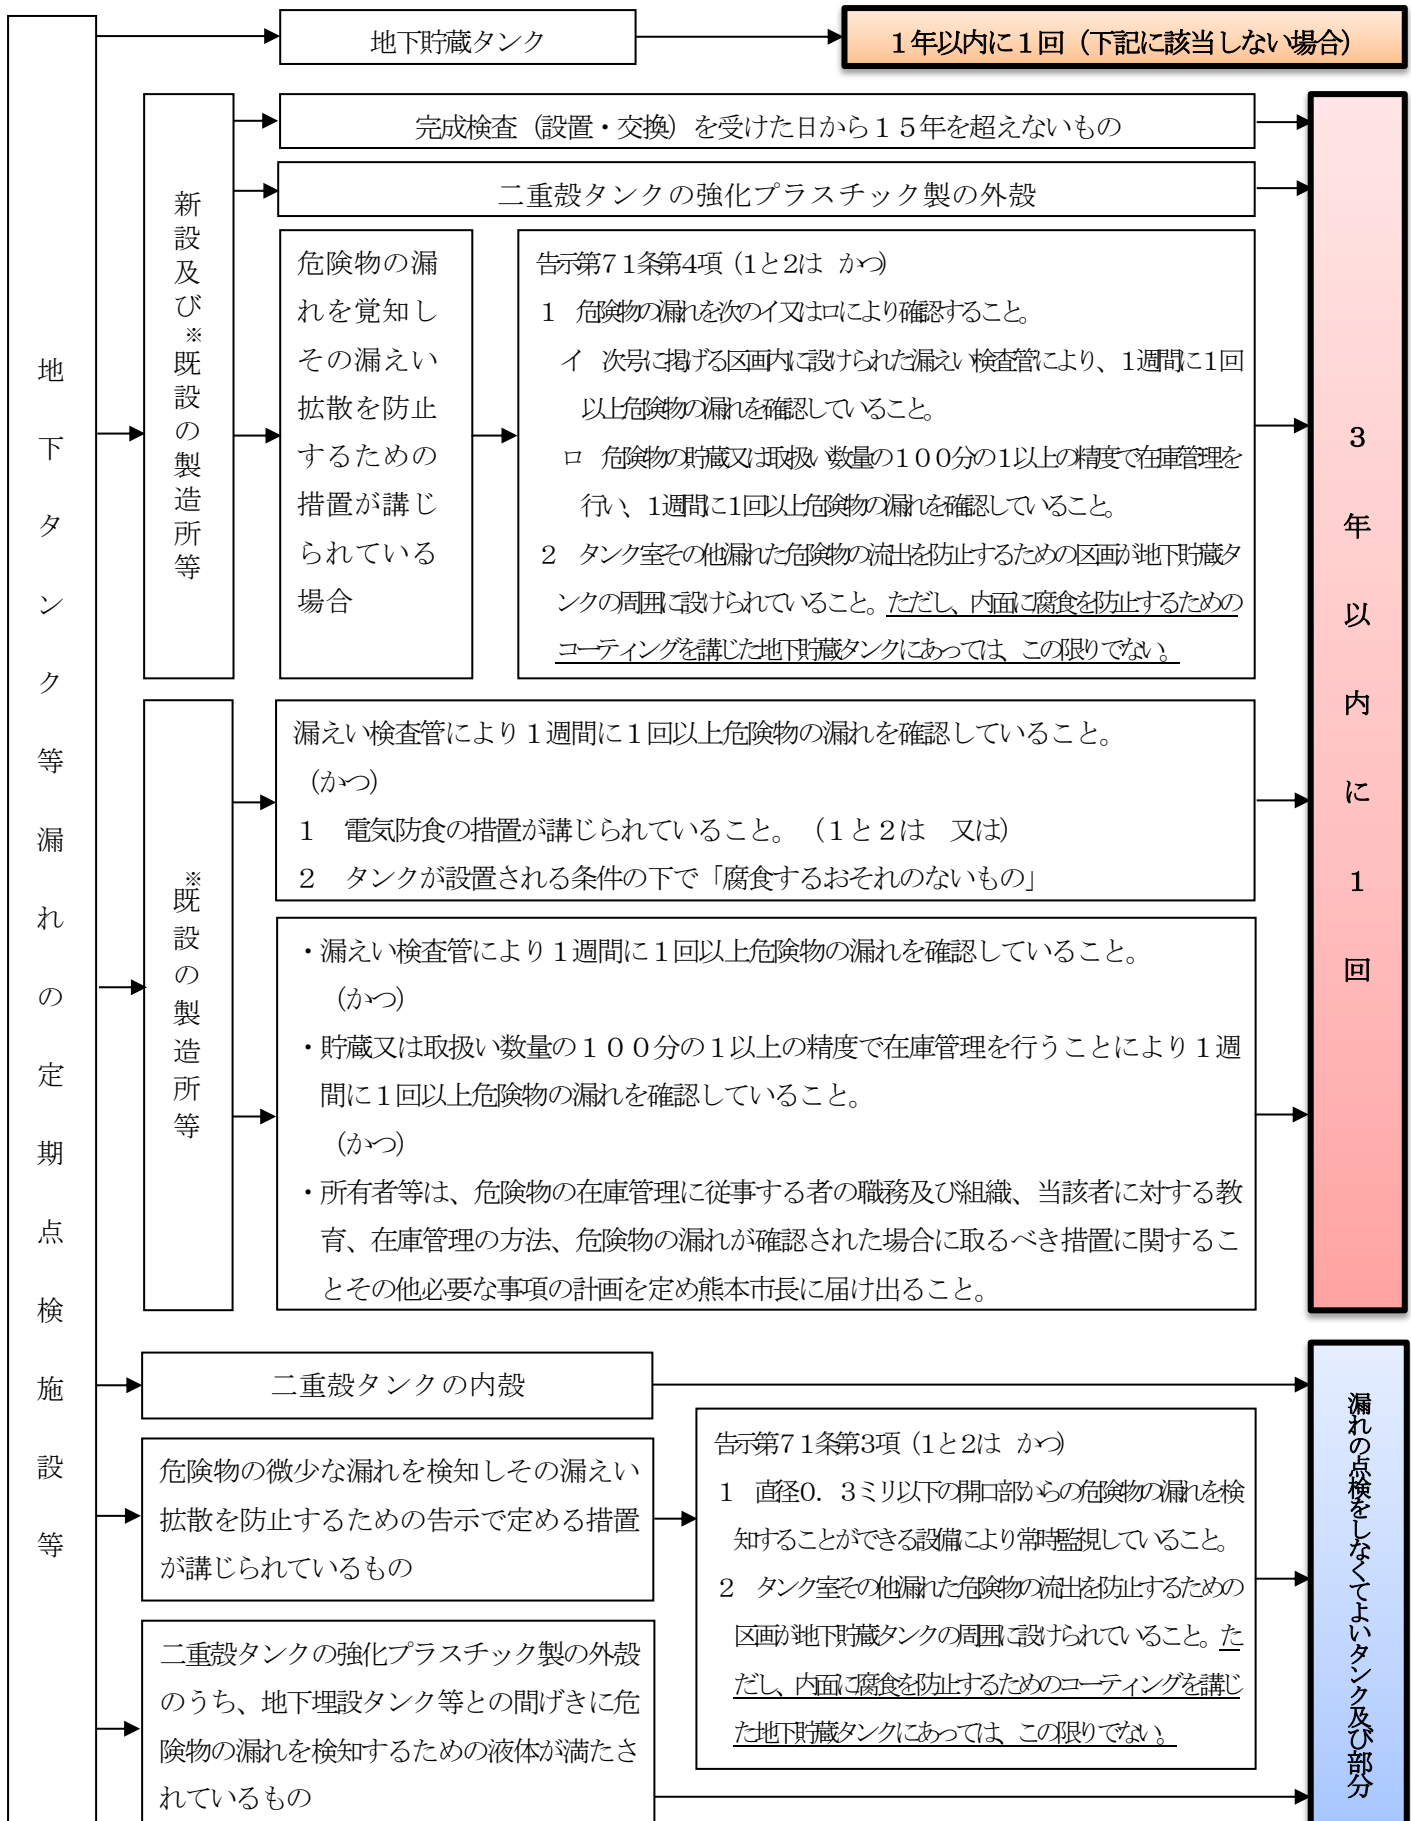 地下タンク等漏れの定期点検施設等
地下貯蔵タンク
１年以内に１回（下記に該当しない場合）
新設及び※既設の製造所等
完成検査（設置・交換）を受けた日から１５年を超えないもの
二重殻タンクの強化プラスチック製の外殻
危険物の漏
れを覚知し
その漏えい
拡散を防止
するための
措置が講じ
られている
場合
告示第７１条第４項（１と２は　かつ）
１　危険物の漏れを次のイ又はロにより確認すること。
イ　次号に掲げる区画内に設けられた漏えい検査管により、１週間に１回
以上危険物の漏れを確認していること。
ロ　危険物の貯蔵又は取扱い数量の１００分の１以上の精度で在庫管理を
行い、１週間に１回以上危険物の漏れを確認していること。
２　タンク室その他漏れた危険物の流出を防止するための区画が地下貯蔵タ
ンクの周囲に設けられていること。ただし、内面に腐食を防止するための
コーティングを講じた地下貯蔵タンクにあっては、この限りでない。
３年以内に１回
※既設の製造所等
漏えい検査管により１週間に１回以上危険物の漏れを確認していること。
（かつ）
１　電気防食の措置が講じられていること。（１と２は　又は）
２　タンクが設置される条件の下で「腐食するおそれのないもの」
・漏えい検査管により１週間に１回以上危険物の漏れを確認していること。
（かつ）
・貯蔵又は取扱い数量の１００分の１以上の精度で在庫管理を行うことにより１週
間に１回以上危険物の漏れを確認していること。
（かつ）
・所有者等は、危険物の在庫管理に従事する者の職務及び組織、当該者に対する教
育、在庫管理の方法、危険物の漏れが確認された場合に取るべき措置に関するこ
とその他必要な事項の計画を定め熊本市長に届け出ること。
二重殻タンクの内殻
危険物の微少な漏れを検知しその漏えい
拡散を防止するための告示で定める措置
が講じられているもの
告示第７１条第３項（１と２は　かつ）
１　直径０．３ミリ以下の開口部からの危険物の漏れを検
知することができる設備により常時監視していること。
２　タンク室その他漏れた危険物の流出を防止するための
区画が地下貯蔵タンクの周囲に設けられていること。た
だし、内面に腐食を防止するためのコーティングを講じ
た地下貯蔵タンクにあっては、この限りでない。
二重殻タンクの強化プラスチック製の外殻
のうち、地下埋設タンク等との間げきに危
険物の漏れを検知するための液体が満たさ
れているもの
漏れの点検をしなくてよいタンク及び部分